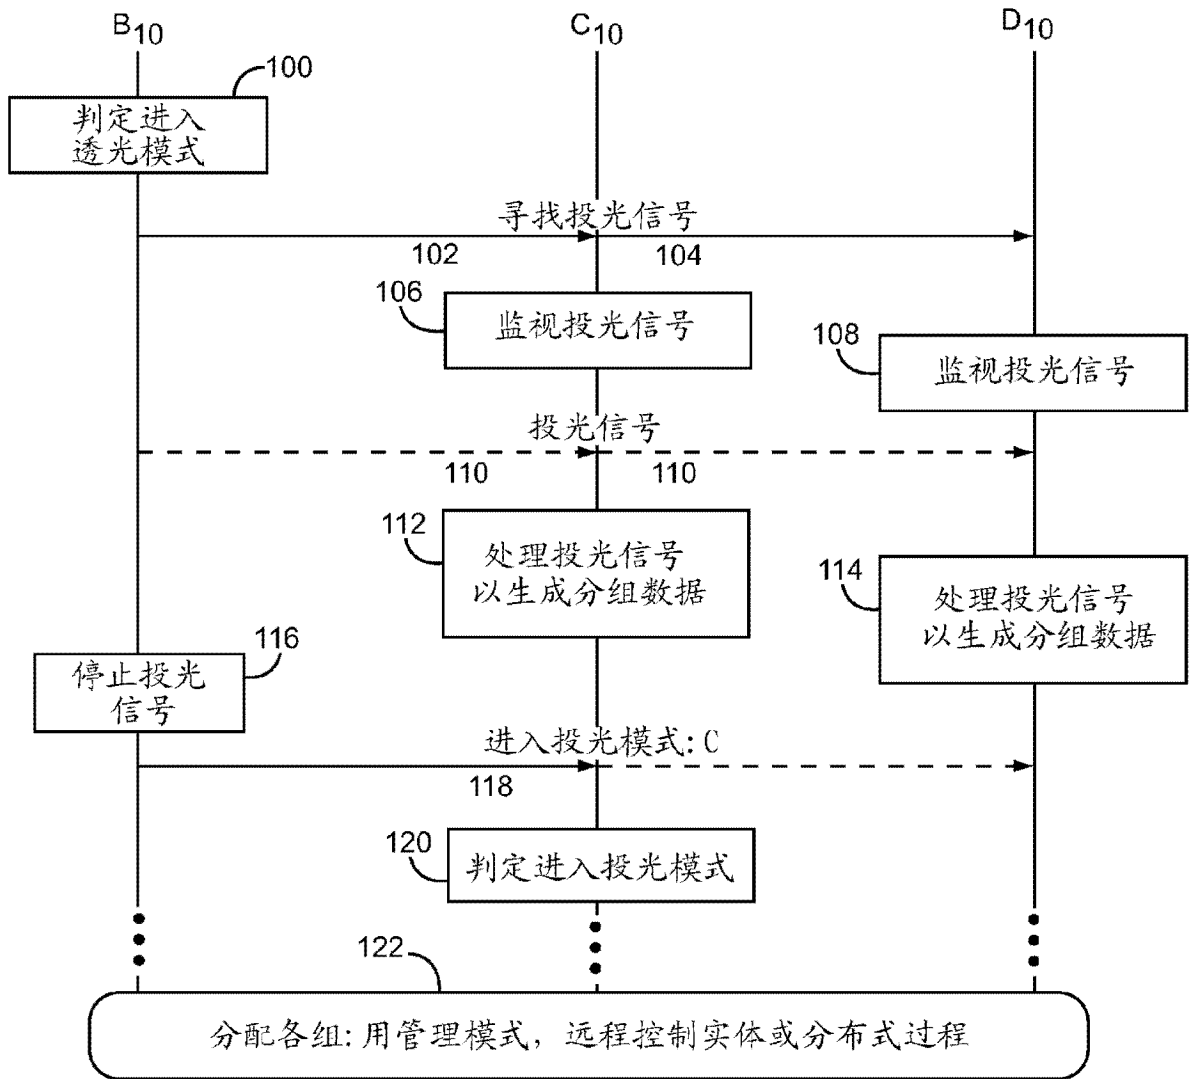 B10
C10
D10
100
判定进入
透光模式
寻找投光信号
102
104
106
监视投光信号
108
监视投光信号
投光信号
110
110
112
处理投光信号
以生成分组数据
114
处理投光信号
以生成分组数据
116
停止投光
信号
进入投光模式:C
118
120
判定进入投光模式
122
分配各组:用管理模式，远程控制实体或分布式过程